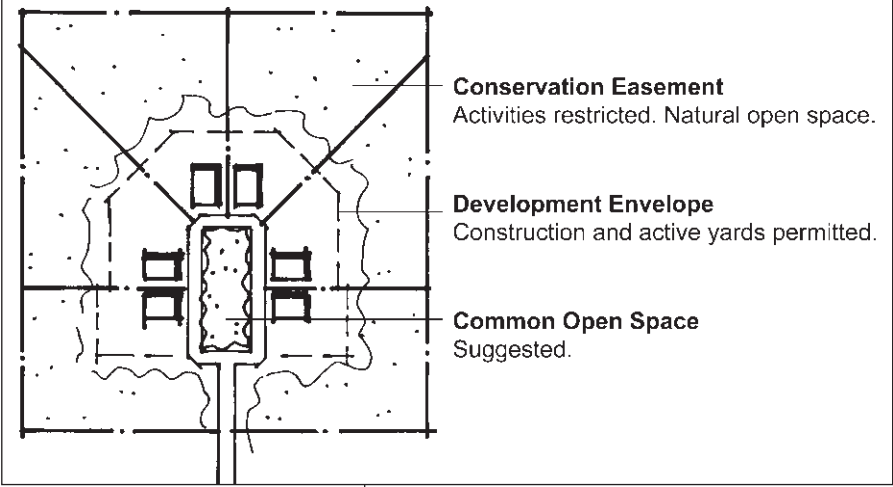 Conservation Easement
Activities restricted. Natural open space.
Development Envelope
Construction and active yards permitted.
Common Open Space
Suggested.